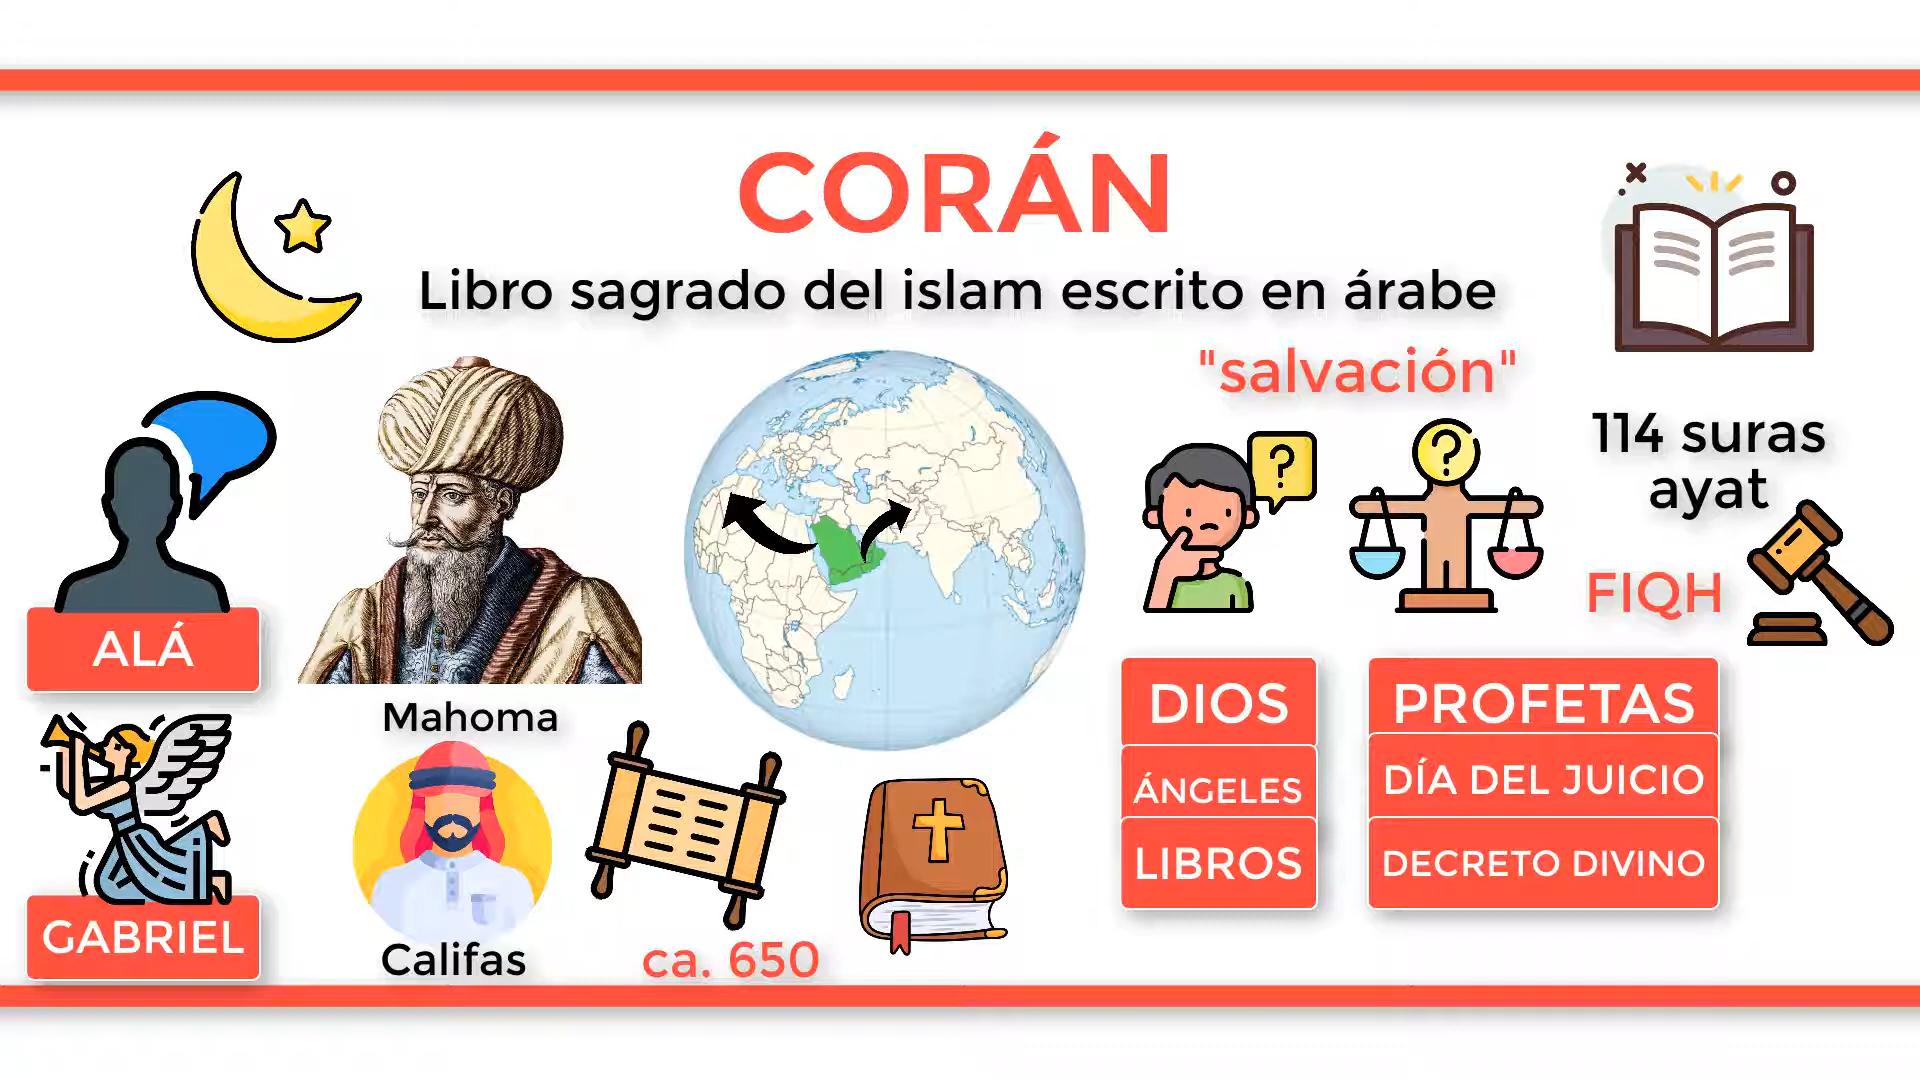 CORÁN
Libro sagrado del islam escrito en árabe
"salvación"
114 suras
ayat
FIQH
ALÁ
Mahoma
GABRIEL
Califas
ca. 650
DIOS
ÁNGELES
LIBROS
PROFETAS
DÍA DEL JUICIO
DECRETO DIVINO